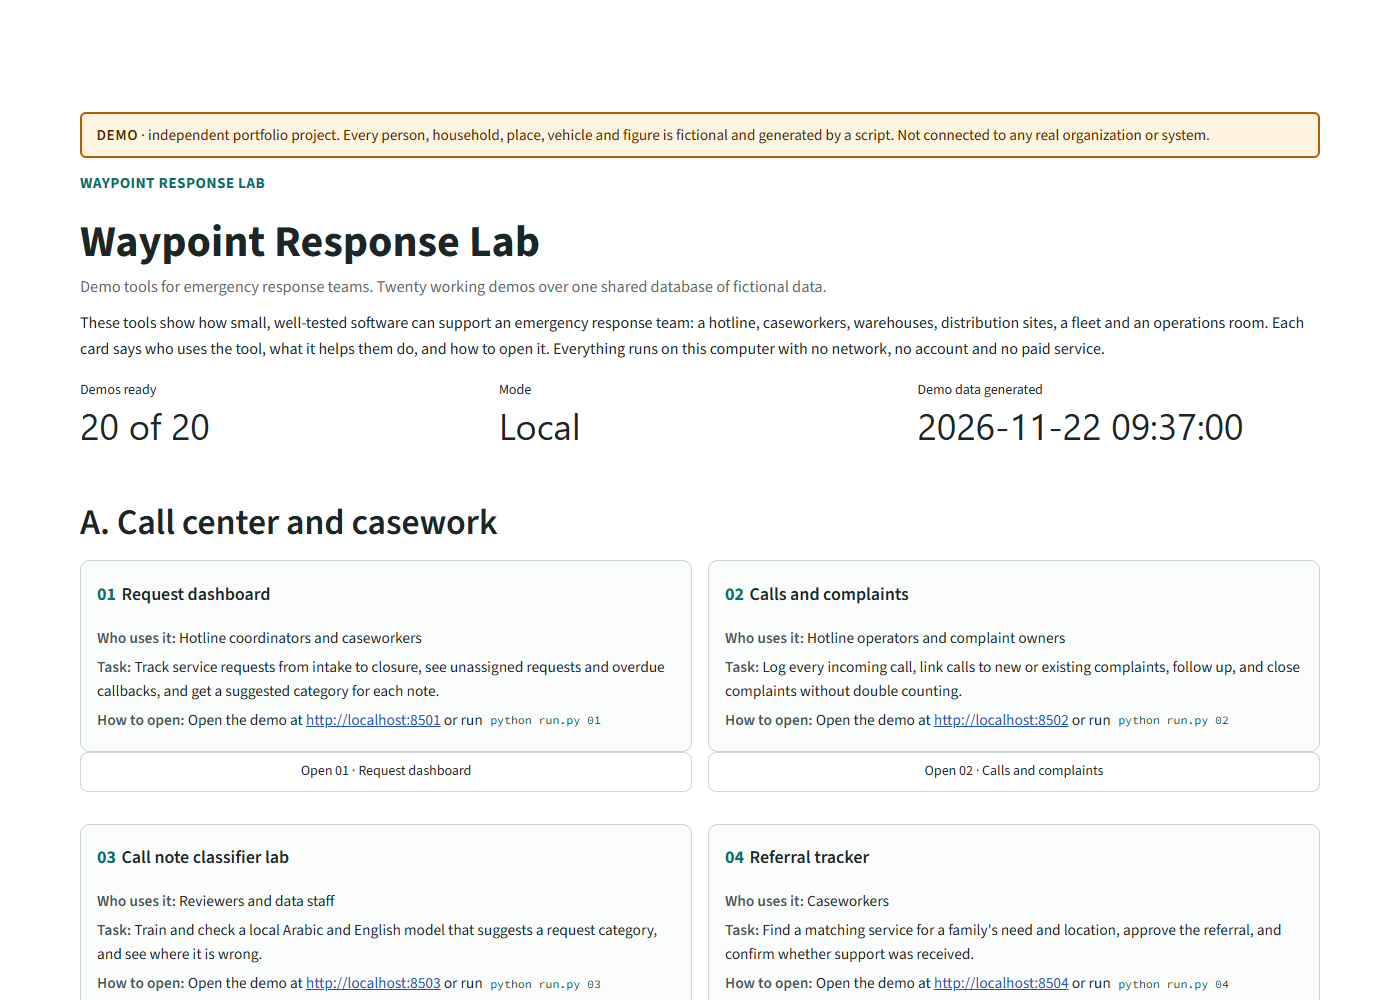 DEMO · independent portfolio project. Every person, household, place, vehicle and figure is fictional and generated by a script. Not connected to any real organization or system.
WAYPOINT RESPONSE LAB
Waypoint Response Lab
Demo tools for emergency response teams. Twenty working demos over one shared database of fictional data.
These tools show how small, well-tested software can support an emergency response team: a hotline, caseworkers, warehouses, distribution sites, a fleet and an operations room. Each
card says who uses the tool, what it helps them do, and how to open it. Everything runs on this computer with no network, no account and no paid service.
Demos ready
20 of 20
Mode
Local
Demo data generated
2026-11-22 09:37:00
A. Call center and casework
01 Request dashboard
Who uses it: Hotline coordinators and caseworkers
Task: Track service requests from intake to closure, see unassigned requests and overdue
callbacks, and get a suggested category for each note.
How to open: Open the demo at http://localhost:8501 or run python run.py 01
Open 01 · Request dashboard
02 Calls and complaints
Who uses it: Hotline operators and complaint owners
Task: Log every incoming call, link calls to new or existing complaints, follow up, and close
complaints without double counting.
How to open: Open the demo at http://localhost:8502 or run python run.py 02
Open 02 · Calls and complaints
03 Call note classifier lab
Who uses it: Reviewers and data staff
Task: Train and check a local Arabic and English model that suggests a request category,
and see where it is wrong.
How to open: Open the demo at http://localhost:8503 or run python run.py 03
04 Referral tracker
Who uses it: Caseworkers
Task: Find a matching service for a family's need and location, approve the referral, and
confirm whether support was received.
How to open: Open the demo at http://localhost:8504 or run python run.py 04